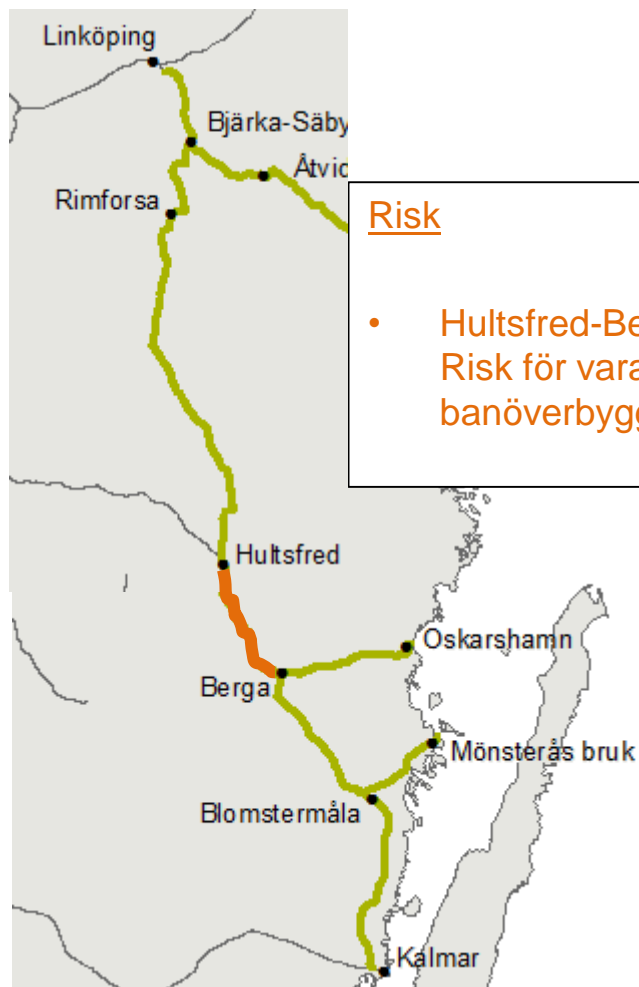 Linköping
Bjärka-Säby
Åtvid
Rimforsa
Risk
• Hultsfred-Be
Risk för vara
banöverbygg
Hultsfred
Oskarshamn
Berga
Mönsterås bruk
Blomstermåla
Kalmar